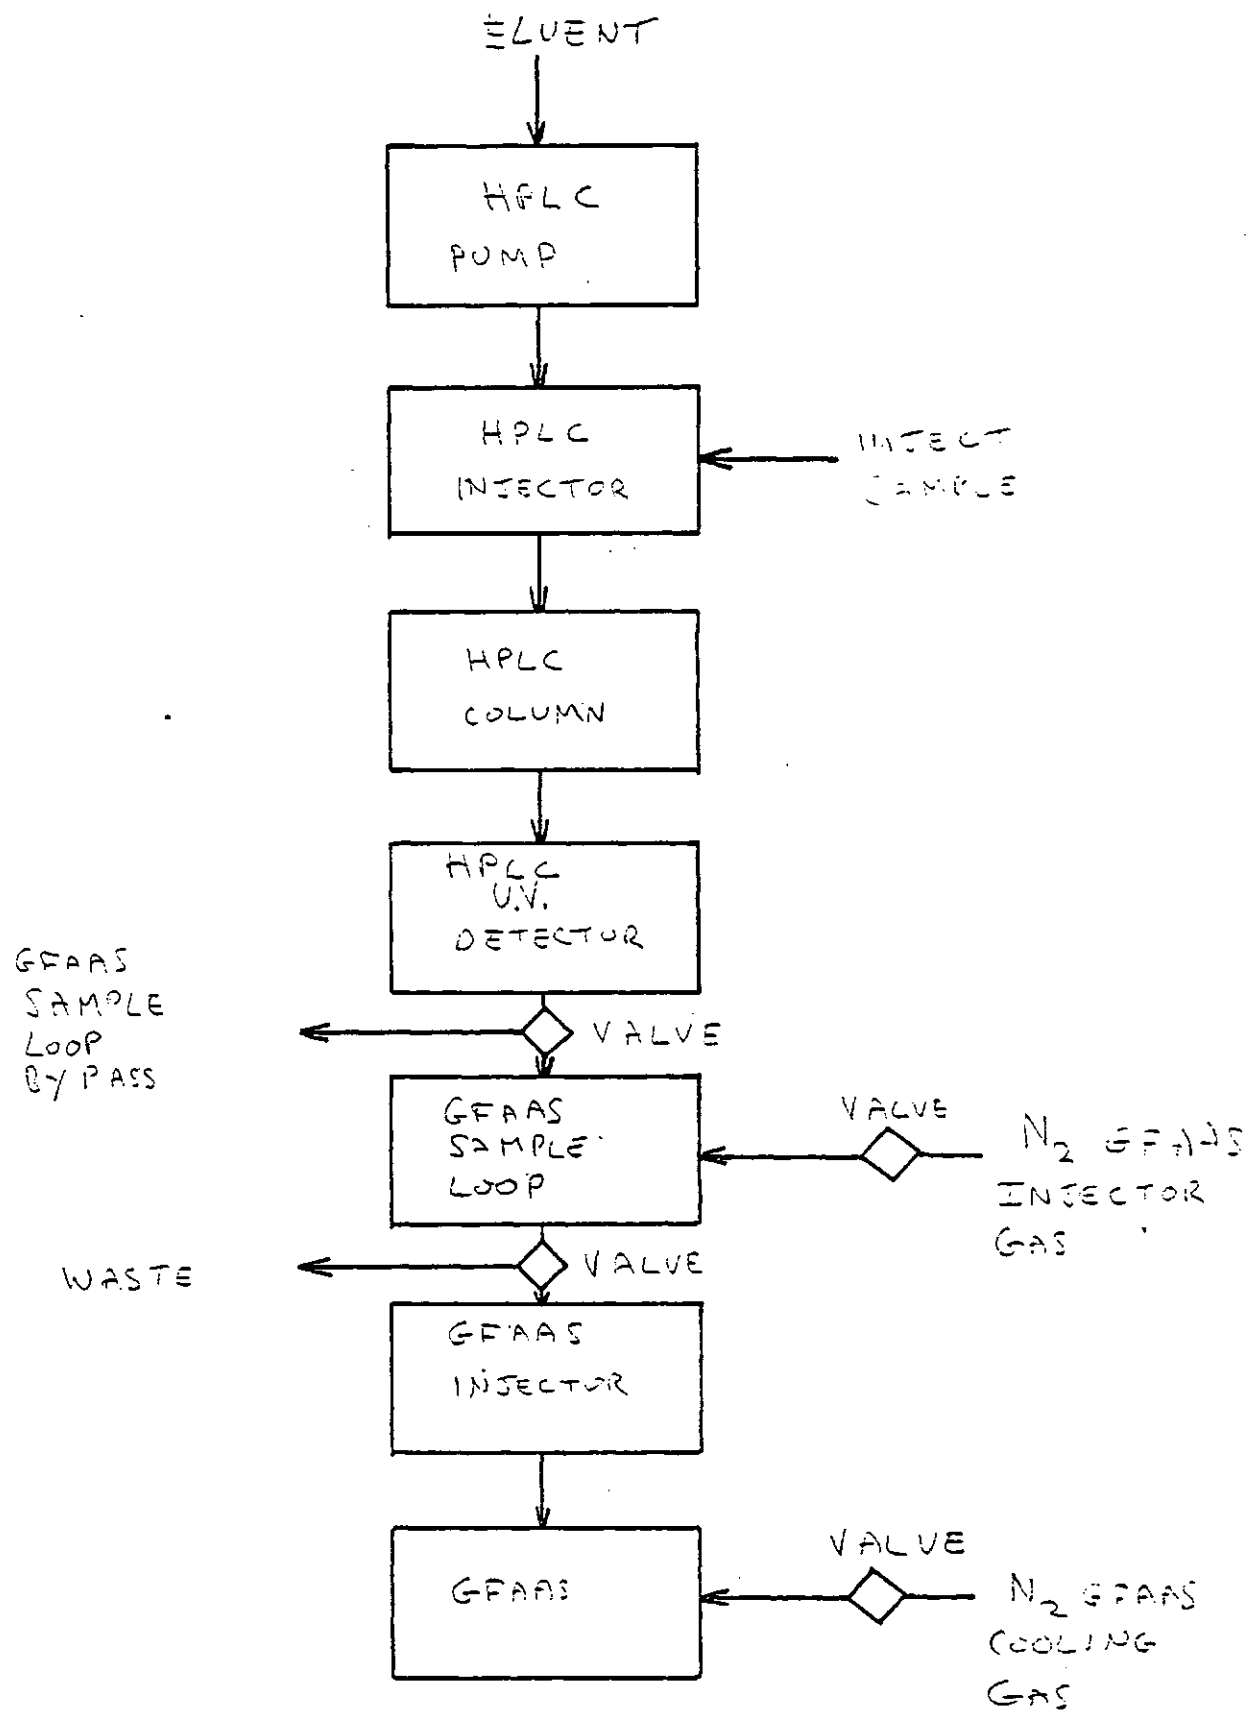 ELUENT
HPLC
PUMP
HPLC
INJECTOR
INJECT
SAMPLE
HPLC
COLUMN
HPLC
U.V.
DETECTOR
GFAAS
SAMPLE
LOOP
BY PASS
VALVE
GFAAS
SAMPLE
LOOP
VALVE
N2 GFAAS
INJECTOR
GAS
WASTE
VALVE
GFAAS
INJECTOR
GFAAS
VALVE
N2 GFAAS
COOLING
GAS